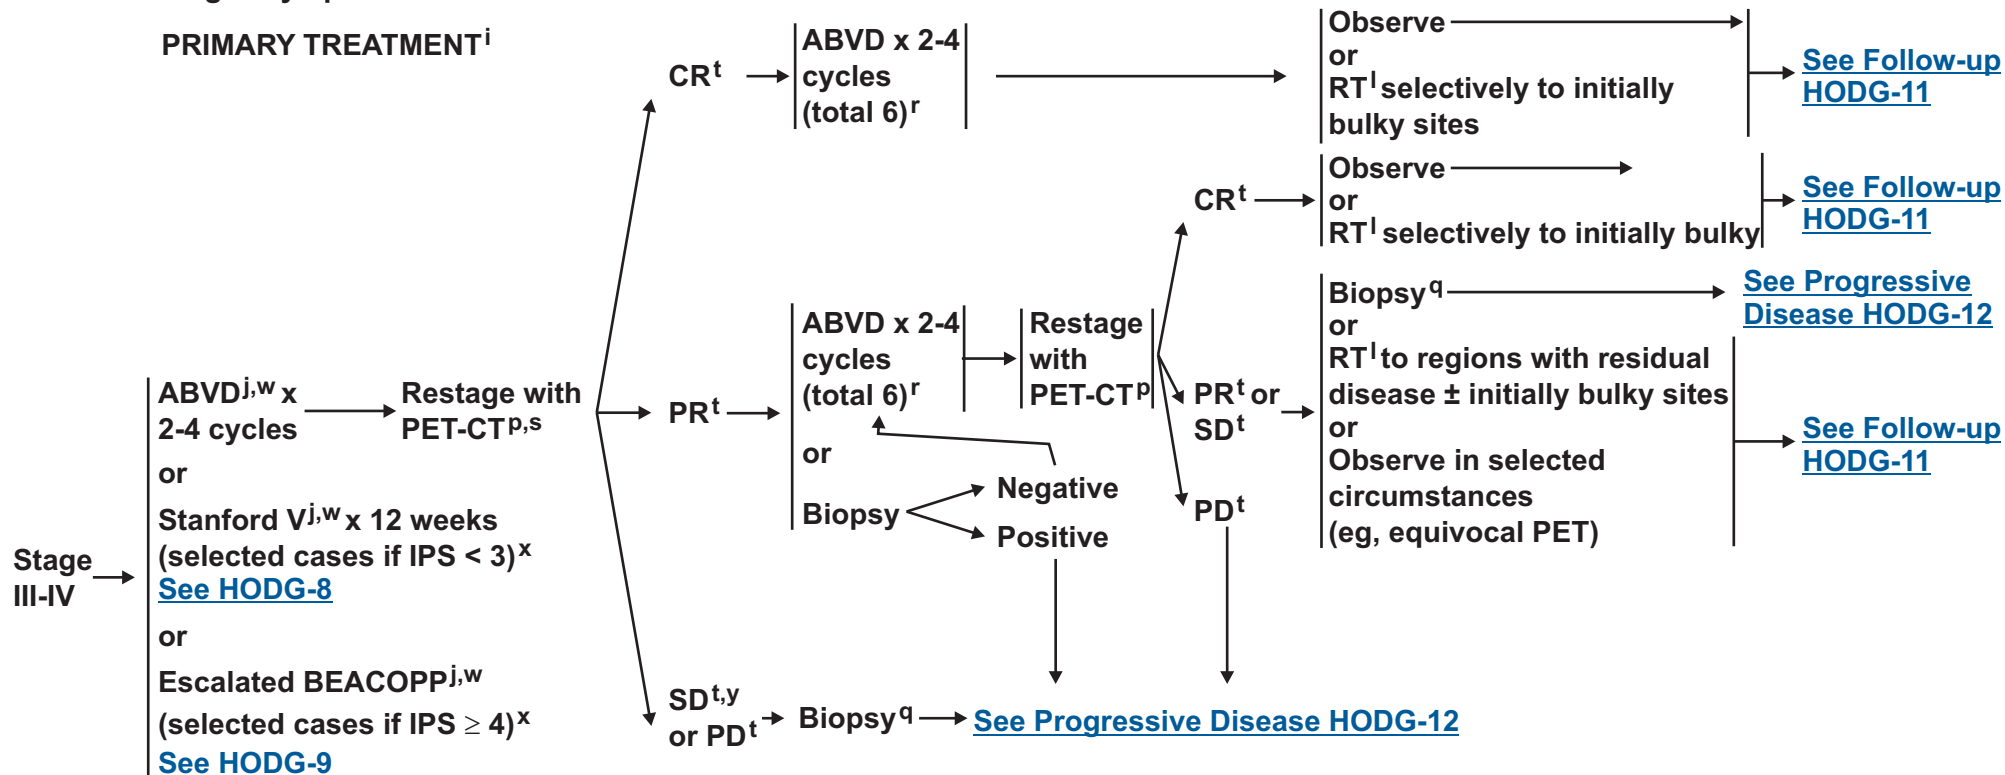 PRIMARY TREATMENTi
Stage
III-IV
ABVDj,w x
2-4 cycles
or
Stanford Vj,w x 12 weeks
(selected cases if IPS < 3)x
See HODG-8
or
Escalated BEACOPPj,w
(selected cases if IPS ≥ 4)x
See HODG-9
Restage with
PET-CTp,s
CRt
ABVD x 2-4
cycles
(total 6)r
Observe
or
RTl selectively to initially
bulky sites
See Follow-up
HODG-11
PRt
ABVD x 2-4
cycles
(total 6)r
or
Biopsy
Negative
Positive
Restage
with
PET-CTp
CRt
Observe
or
RTl selectively to initially bulky
See Follow-up
HODG-11
PRt or
SDt
Biopsyq
See Progressive
Disease HODG-12
or
RTl to regions with residual
disease ± initially bulky sites
or
Observe in selected
circumstances
(eg, equivocal PET)
See Follow-up
HODG-11
PDt
SDt,y
or PDt
Biopsyq
See Progressive Disease HODG-12